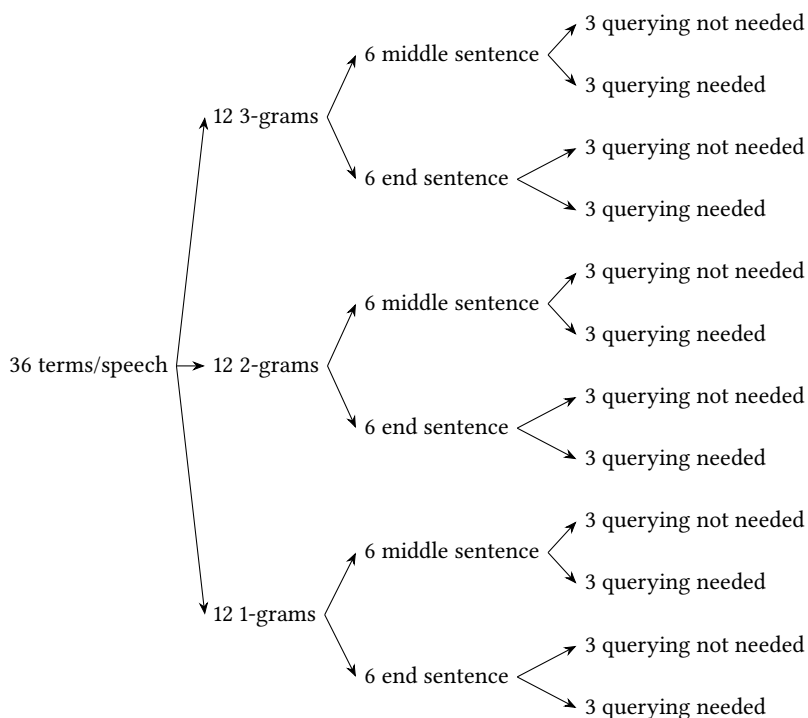 3 querying not needed
6 middle sentence
3 querying needed
12 3-grams
3 querying not needed
6 end sentence
3 querying needed
3 querying not needed
6 middle sentence
3 querying needed
36 terms/speech
12 2-grams
3 querying not needed
6 end sentence
3 querying needed
3 querying not needed
6 middle sentence
3 querying needed
12 1-grams
3 querying not needed
6 end sentence
3 querying needed